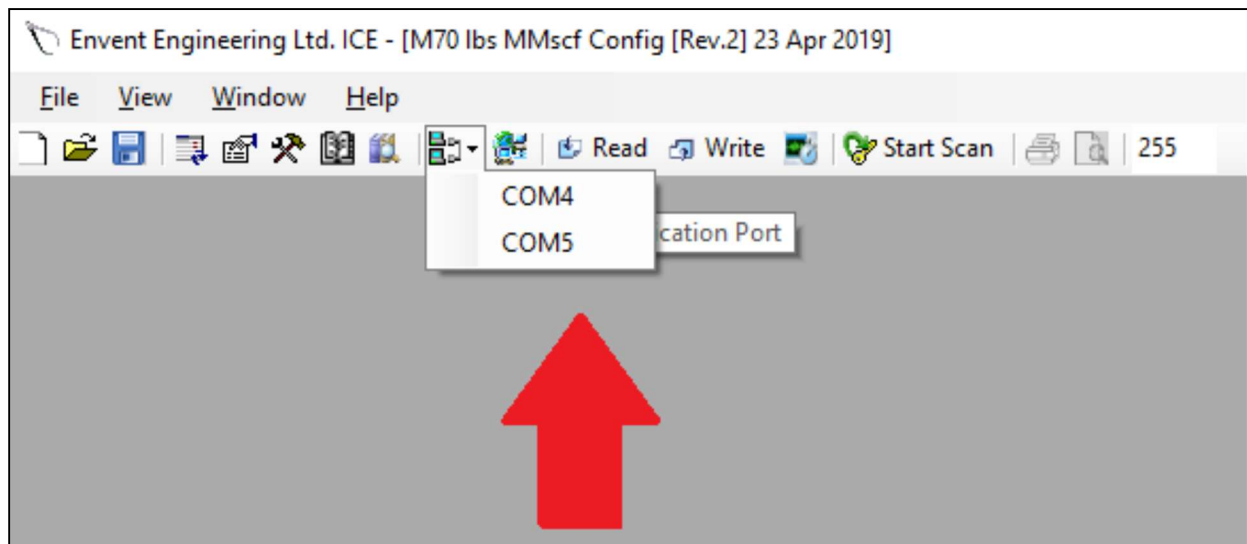 Envent Engineering Ltd. ICE - [M70 lbs MMscf Config [Rev.2] 23 Apr 2019]
File View Window Help
Read Write Start Scan 255
COM4
cation Port
COM5